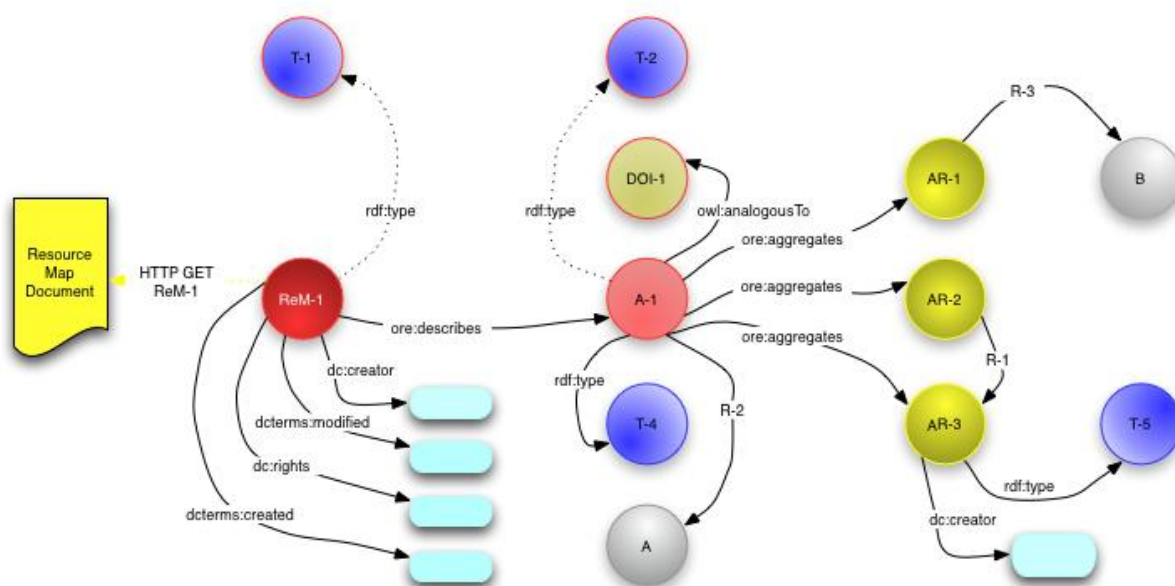 T-1
T-2
R-3
DOI-1
AR-1
B
rdf:type
rdf:type
owl:analogousTo
ore:aggregates
Resource
Map
Document
HTTP GET
ReM-1
ReM-1
A-1
ore:aggregates
AR-2
ore:describes
ore:aggregates
R-1
dc:creator
rdf:type
dcterms:modified
T-4
R-2
AR-3
T-5
dc:rights
rdf:type
dcterms:created
dc:creator
A